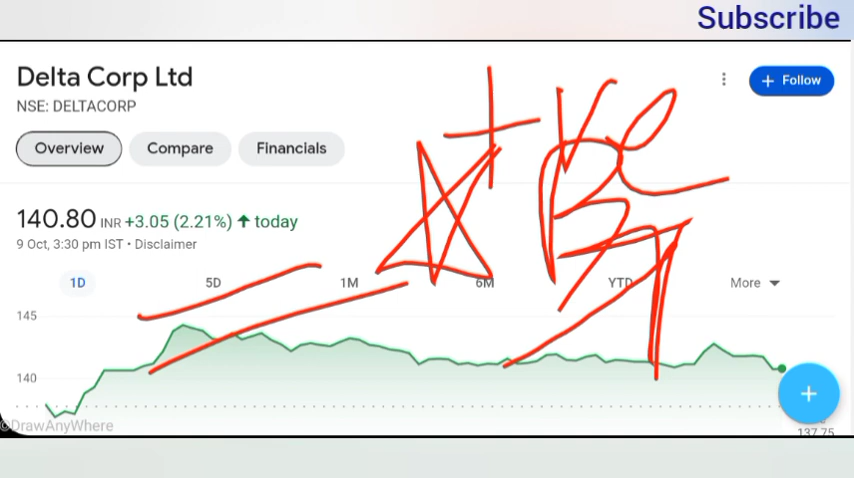 Subscribe
Delta Corp Ltd
NSE: DELTACORP
+ Follow
Overview Compare Financials
140.80 INR +3.05 (2.21%) ↑ today
9 Oct, 3:30 pm IST • Disclaimer
1D 5D 1M 6M YTD More
145
140
137.75
©DrawAnyWhere